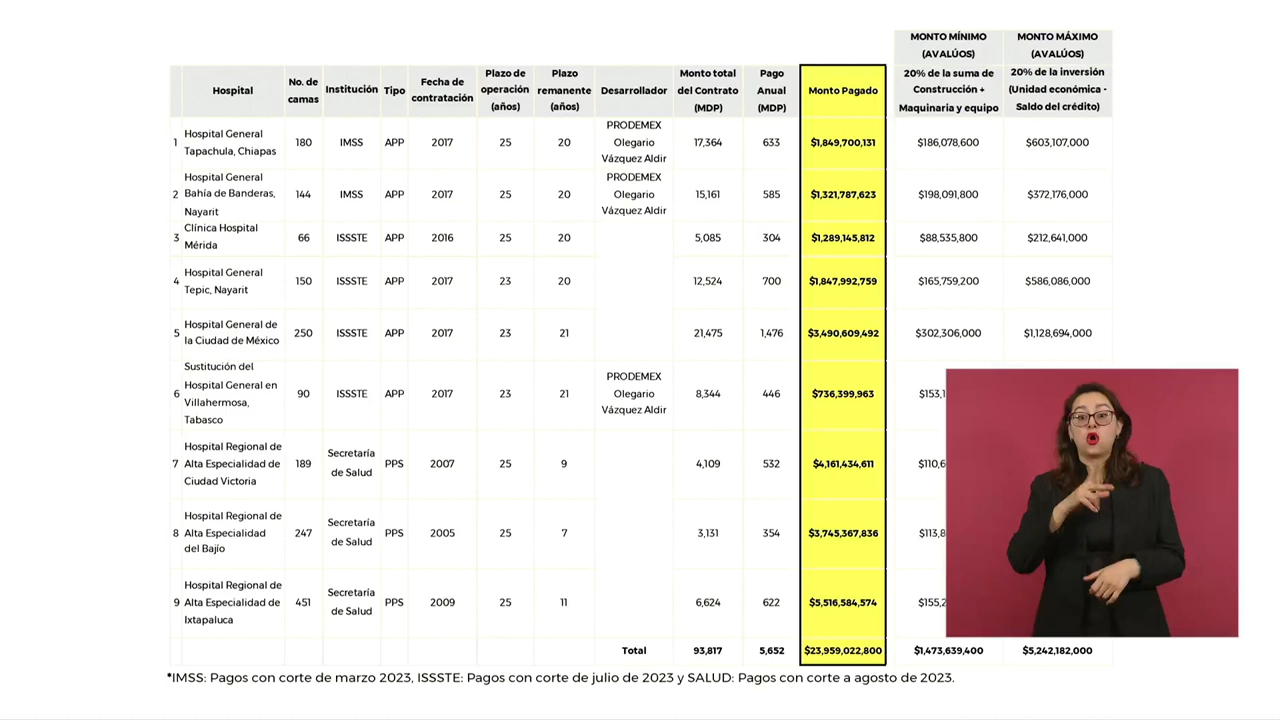 MONTO MÍNIMO
(AVALÚOS)
MONTO MÁXIMO
(AVALÚOS)
Hospital
No. de
camas
Institución
Tipo
Fecha de
contratación
Plazo de
operación
(años)
Plazo
remanente
(años)
Desarrollador
Monto total
del Contrato
(MDP)
Pago
Anual
(MDP)
Monto Pagado
20% de la suma de
Construcción +
Maquinaria y equipo
20% de la inversión
(Unidad económica -
Saldo del crédito)
1
Hospital General
Tapachula, Chiapas
180
IMSS
APP
2017
25
20
PRODEMEX
Olegario
Vázquez Aldir
17,364
633
$1,849,700,131
$186,078,600
$603,107,000
2
Hospital General
Bahía de Banderas,
Nayarit
144
IMSS
APP
2017
25
20
PRODEMEX
Olegario
Vázquez Aldir
15,161
585
$1,321,787,623
$198,091,800
$372,176,000
3
Clínica Hospital
Mérida
66
ISSSTE
APP
2016
25
20
5,085
304
$1,289,145,812
$88,535,800
$212,641,000
4
Hospital General
Tepic, Nayarit
150
ISSSTE
APP
2017
23
20
12,524
700
$1,847,992,759
$165,759,200
$586,086,000
5
Hospital General de
la Ciudad de México
250
ISSSTE
APP
2017
23
21
21,475
1,476
$3,490,609,492
$302,306,000
$1,128,694,000
6
Sustitución del
Hospital General en
Villahermosa,
Tabasco
90
ISSSTE
APP
2017
23
21
PRODEMEX
Olegario
Vázquez Aldir
8,344
446
$736,399,963
$153,1
7
Hospital Regional de
Alta Especialidad de
Ciudad Victoria
189
Secretaría
de Salud
PPS
2007
25
9
4,109
532
$4,161,434,611
$110,6
8
Hospital Regional de
Alta Especialidad
del Bajío
247
Secretaría
de Salud
PPS
2005
25
7
3,131
354
$3,745,367,836
$113,8
9
Hospital Regional de
Alta Especialidad de
Ixtapaluca
451
Secretaría
de Salud
PPS
2009
25
11
6,624
622
$5,516,584,574
$155,2
Total
93,817
5,652
$23,959,022,800
$1,473,639,400
$5,242,182,000
*IMSS: Pagos con corte de marzo 2023, ISSSTE: Pagos con corte de julio de 2023 y SALUD: Pagos con corte a agosto de 2023.